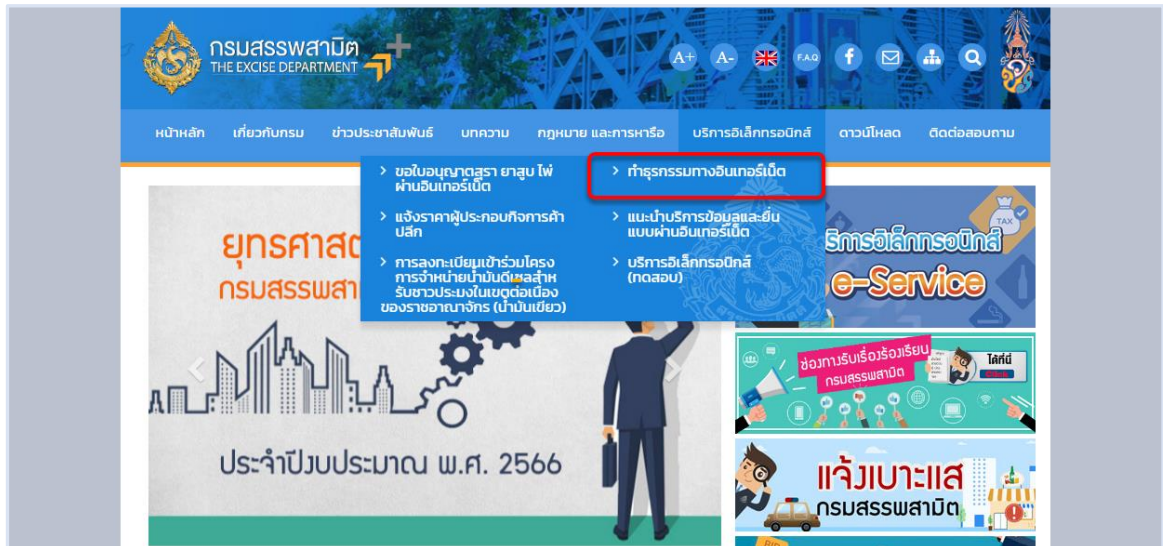 กรมสรรพสามิต
THE EXCISE DEPARTMENT
A+ A- F.A.Q f
หน้าหลัก เกี่ยวกับกรม ข่าวประชาสัมพันธ์ บทความ กฎหมาย และการหารือ บริการอิเล็กทรอนิกส์ ดาวน์โหลด ติดต่อสอบถาม
ขอใบอนุญาตสุรา ยาสูบ ไพ่
ผ่านอินเทอร์เน็ต
แจ้งราคาผู้ประกอบกิจการค้า
ปลีก
การลงทะเบียนเข้าร่วมโครง
การจำหน่ายน้ำมันดีเซลสำห
รับชาวประมงในเขตต่อเนื่อง
ของราชอาณาจักร (น้ำมันเขียว)
ทำธุรกรรมทางอินเทอร์เน็ต
แนะนำบริการข้อมูลและยื่น
แบบผ่านอินเทอร์เน็ต
บริการอิเล็กทรอนิกส์
(ทดสอบ)
ยุทธศาสต
กรมสรรพสา
ประจำปีงบประมาณ พ.ศ. 2566
TAX
ริการอิเล็กทรอนิกส์
e-Service
ช่องทางรับเรื่องร้องเรียน
กรมสรรพสามิต
ได้ที่นี่
Click
แจ้งเบาะแส
กรมสรรพสามิต
BID